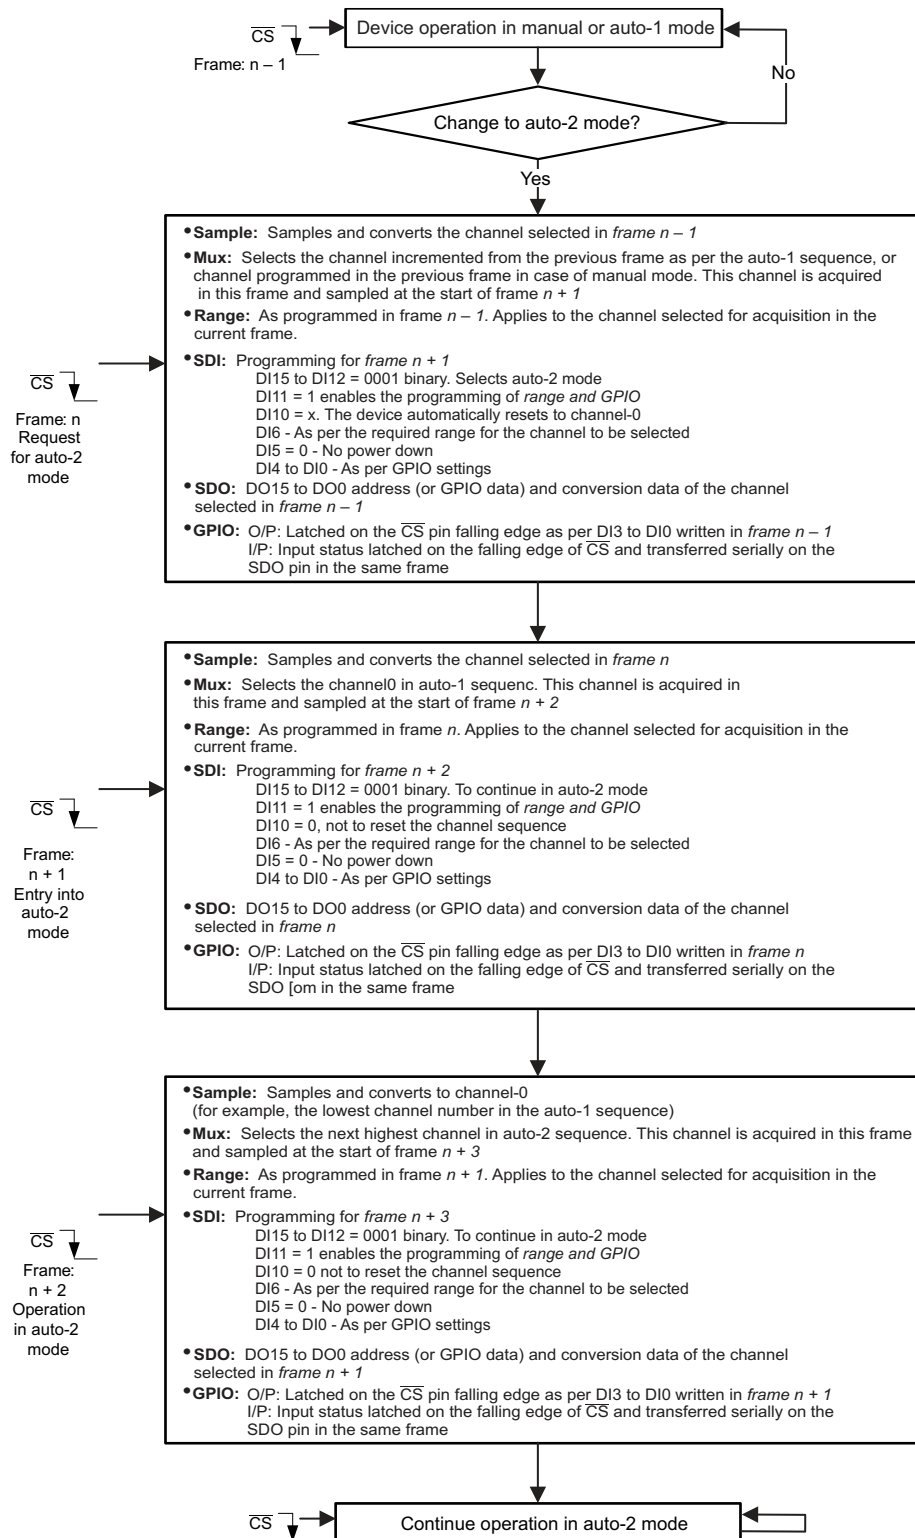 Device operation in manual or auto-1 mode
CS
Frame: n – 1
No
Change to auto-2 mode?
Yes
•Sample: Samples and converts the channel selected in frame n – 1
•Mux: Selects the channel incremented from the previous frame as per the auto-1 sequence, or
channel programmed in the previous frame in case of manual mode. This channel is acquired
in this frame and sampled at the start of frame n + 1
•Range: As programmed in frame n – 1. Applies to the channel selected for acquisition in the
current frame.
•SDI: Programming for frame n + 1
DI15 to DI12 = 0001 binary. Selects auto-2 mode
DI11 = 1 enables the programming of range and GPIO
DI10 = x. The device automatically resets to channel-0
DI6 - As per the required range for the channel to be selected
DI5 = 0 - No power down
DI4 to DI0 - As per GPIO settings
•SDO: DO15 to DO0 address (or GPIO data) and conversion data of the channel
selected in frame n – 1
•GPIO: O/P: Latched on the CS pin falling edge as per DI3 to DI0 written in frame n – 1
I/P: Input status latched on the falling edge of CS and transferred serially on the
SDO pin in the same frame
CS
Frame: n
Request
for auto-2
mode
•Sample: Samples and converts the channel selected in frame n
•Mux: Selects the channel0 in auto-1 sequenc. This channel is acquired in
this frame and sampled at the start of frame n + 2
•Range: As programmed in frame n. Applies to the channel selected for acquisition in the
current frame.
•SDI: Programming for frame n + 2
DI15 to DI12 = 0001 binary. To continue in auto-2 mode
DI11 = 1 enables the programming of range and GPIO
DI10 = 0, not to reset the channel sequence
DI6 - As per the required range for the channel to be selected
DI5 = 0 - No power down
DI4 to DI0 - As per GPIO settings
•SDO: DO15 to DO0 address (or GPIO data) and conversion data of the channel
selected in frame n
•GPIO: O/P: Latched on the CS pin falling edge as per DI3 to DI0 written in frame n
I/P: Input status latched on the falling edge of CS and transferred serially on the
SDO [om in the same frame
CS
Frame:
n + 1
Entry into
auto-2
mode
•Sample: Samples and converts to channel-0
(for example, the lowest channel number in the auto-1 sequence)
•Mux: Selects the next highest channel in auto-2 sequence. This channel is acquired in this frame
and sampled at the start of frame n + 3
•Range: As programmed in frame n + 1. Applies to the channel selected for acquisition in the
current frame.
•SDI: Programming for frame n + 3
DI15 to DI12 = 0001 binary. To continue in auto-2 mode
DI11 = 1 enables the programming of range and GPIO
DI10 = 0 not to reset the channel sequence
DI6 - As per the required range for the channel to be selected
DI5 = 0 - No power down
DI4 to DI0 - As per GPIO settings
•SDO: DO15 to DO0 address (or GPIO data) and conversion data of the channel
selected in frame n + 1
•GPIO: O/P: Latched on the CS pin falling edge as per DI3 to DI0 written in frame n + 1
I/P: Input status latched on the falling edge of CS and transferred serially on the
SDO pin in the same frame
CS
Frame:
n + 2
Operation
in auto-2
mode
CS
Continue operation in auto-2 mode